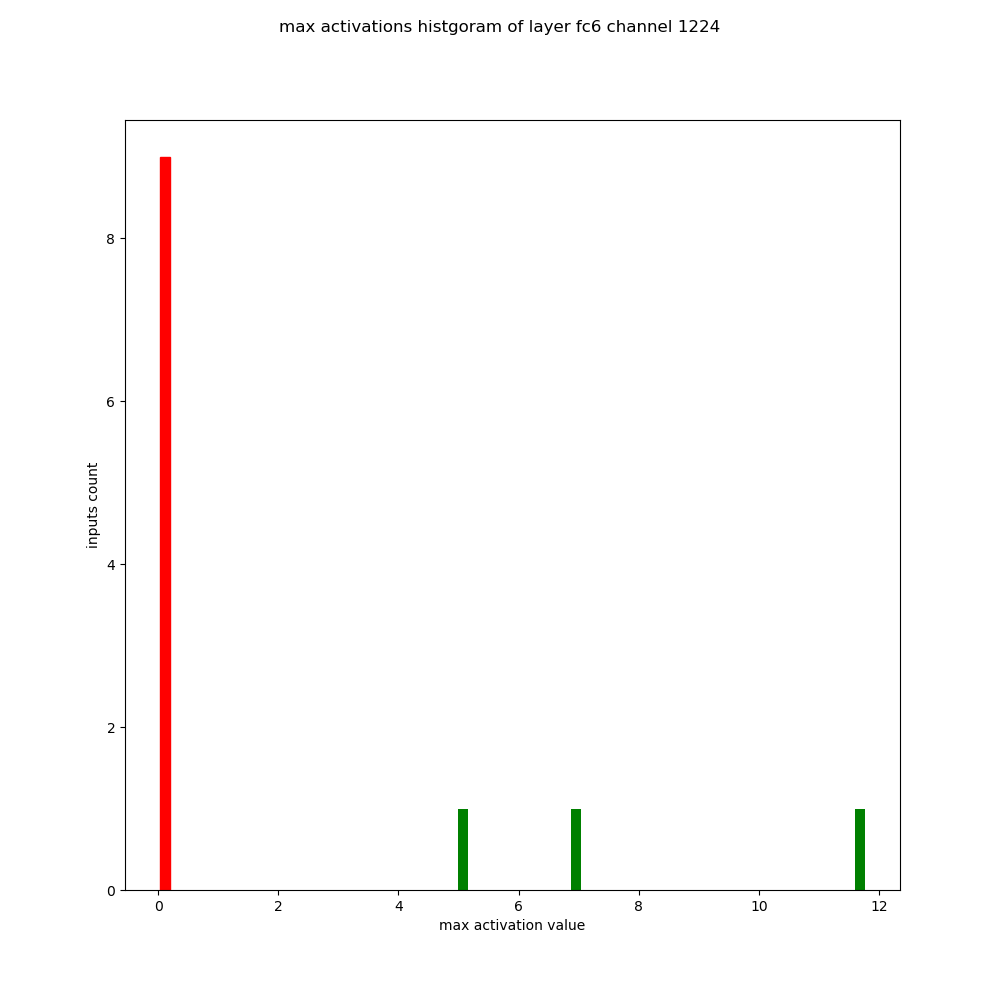 max activations histgoram of layer fc6 channel 1224
8
6
4
2
0
inputs count
0 2 4 6 8 10 12
max activation value